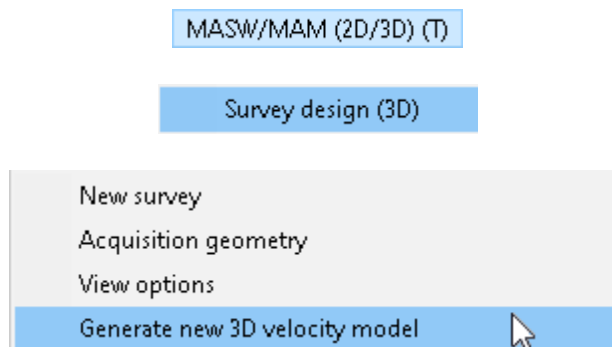 MASW/MAM (2D/3D) (T)
Survey design (3D)
New survey
Acquisition geometry
View options
Generate new 3D velocity model